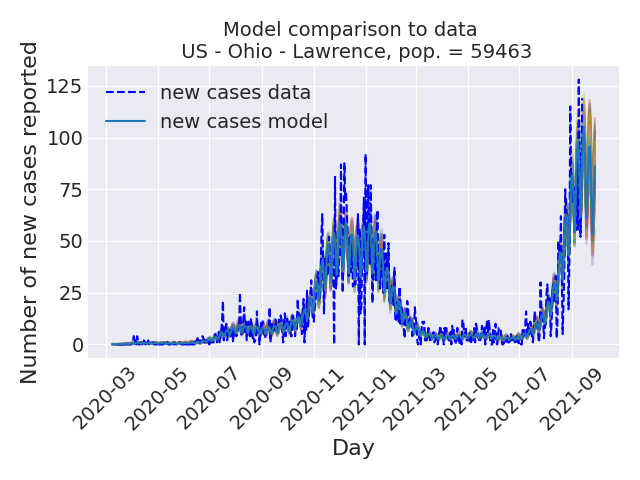 Model comparison to data
US - Ohio - Lawrence, pop. = 59463
Number of new cases reported
125
100
75
50
25
0
new cases data
new cases model
2020-03
2020-05
2020-07
2020-09
2020-11
2021-01
2021-03
2021-05
2021-07
2021-09
Day